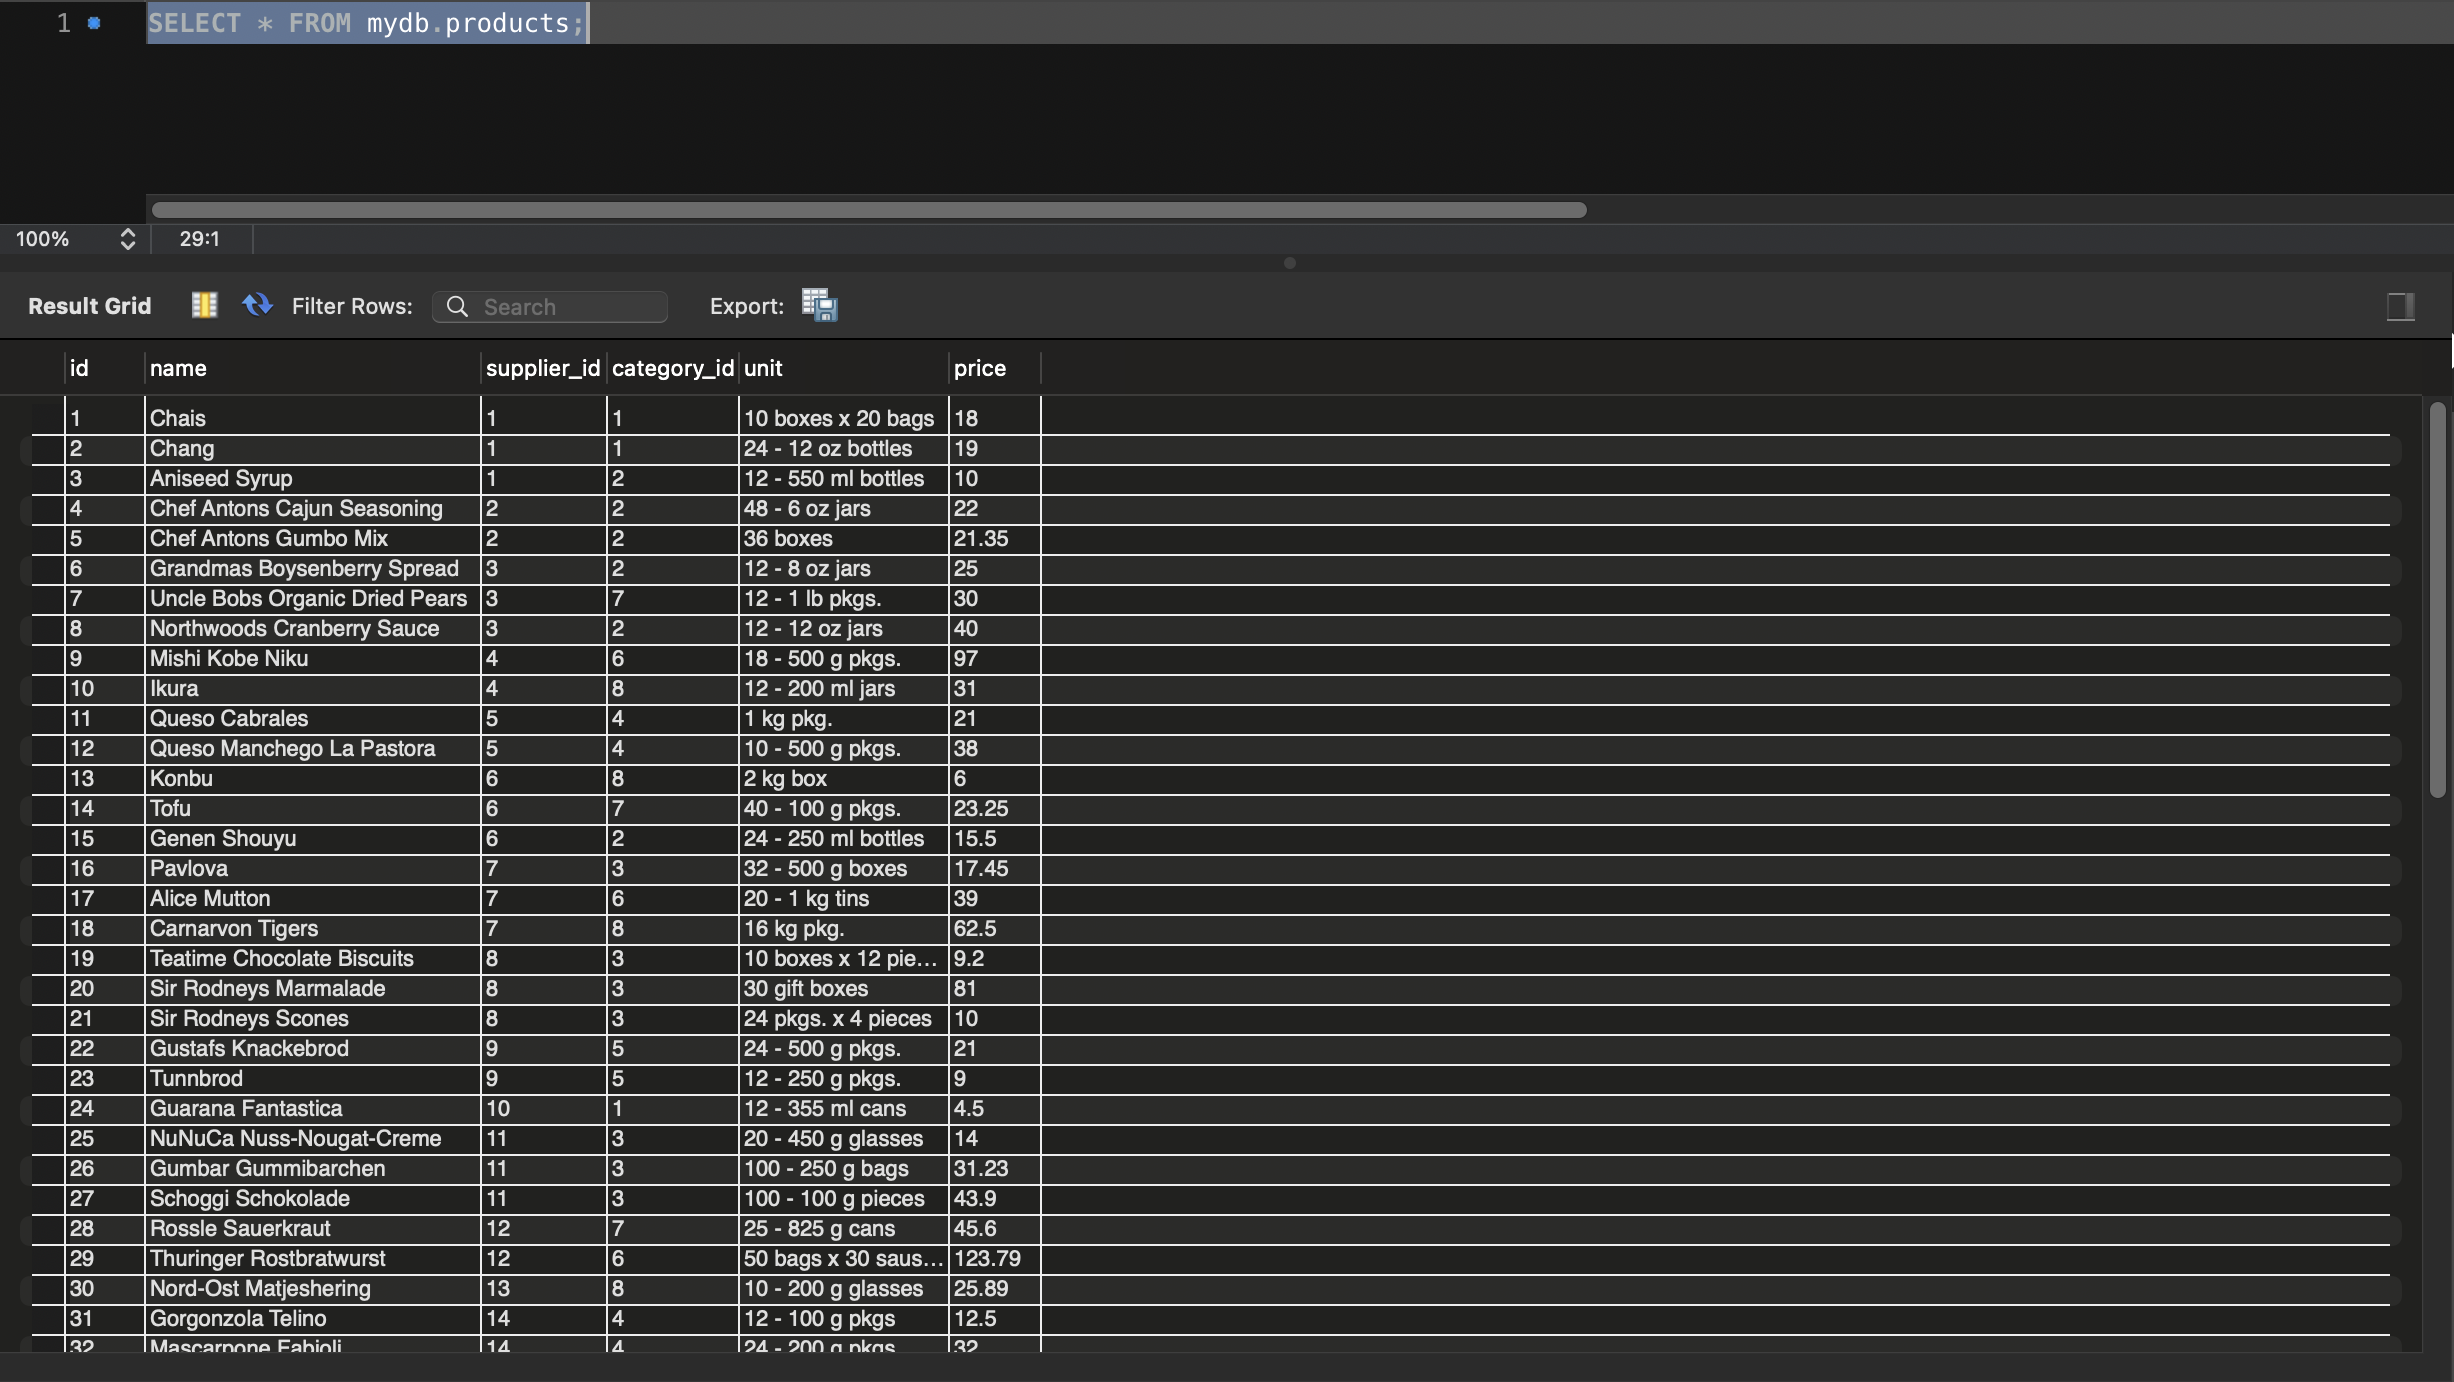 1 SELECT * FROM mydb.products;
100% 29:1
Result Grid Filter Rows: Search Export:
id name supplier_id category_id unit price
1 Chais 1 1 10 boxes x 20 bags 18
2 Chang 1 1 24 - 12 oz bottles 19
3 Aniseed Syrup 1 2 12 - 550 ml bottles 10
4 Chef Antons Cajun Seasoning 2 2 48 - 6 oz jars 22
5 Chef Antons Gumbo Mix 2 2 36 boxes 21.35
6 Grandmas Boysenberry Spread 3 2 12 - 8 oz jars 25
7 Uncle Bobs Organic Dried Pears 3 7 12 - 1 lb pkgs. 30
8 Northwoods Cranberry Sauce 3 2 12 - 12 oz jars 40
9 Mishi Kobe Niku 4 6 18 - 500 g pkgs. 97
10 Ikura 4 8 12 - 200 ml jars 31
11 Queso Cabrales 5 4 1 kg pkg. 21
12 Queso Manchego La Pastora 5 4 10 - 500 g pkgs. 38
13 Konbu 6 8 2 kg box 6
14 Tofu 6 7 40 - 100 g pkgs. 23.25
15 Genen Shouyu 6 2 24 - 250 ml bottles 15.5
16 Pavlova 7 3 32 - 500 g boxes 17.45
17 Alice Mutton 7 6 20 - 1 kg tins 39
18 Carnarvon Tigers 7 8 16 kg pkg. 62.5
19 Teatime Chocolate Biscuits 8 3 10 boxes x 12 pie... 9.2
20 Sir Rodneys Marmalade 8 3 30 gift boxes 81
21 Sir Rodneys Scones 8 3 24 pkgs. x 4 pieces 10
22 Gustafs Knackebrod 9 5 24 - 500 g pkgs. 21
23 Tunnbrod 9 5 12 - 250 g pkgs. 9
24 Guarana Fantastica 10 1 12 - 355 ml cans 4.5
25 NuNuCa Nuss-Nougat-Creme 11 3 20 - 450 g glasses 14
26 Gumbar Gummibarchen 11 3 100 - 250 g bags 31.23
27 Schoggi Schokolade 11 3 100 - 100 g pieces 43.9
28 Rossle Sauerkraut 12 7 25 - 825 g cans 45.6
29 Thuringer Rostbratwurst 12 6 50 bags x 30 saus... 123.79
30 Nord-Ost Matjeshering 13 8 10 - 200 g glasses 25.89
31 Gorgonzola Telino 14 4 12 - 100 g pkgs 12.5
32 Mascarpone Fabioli 14 4 24 - 200 g pkgs. 32